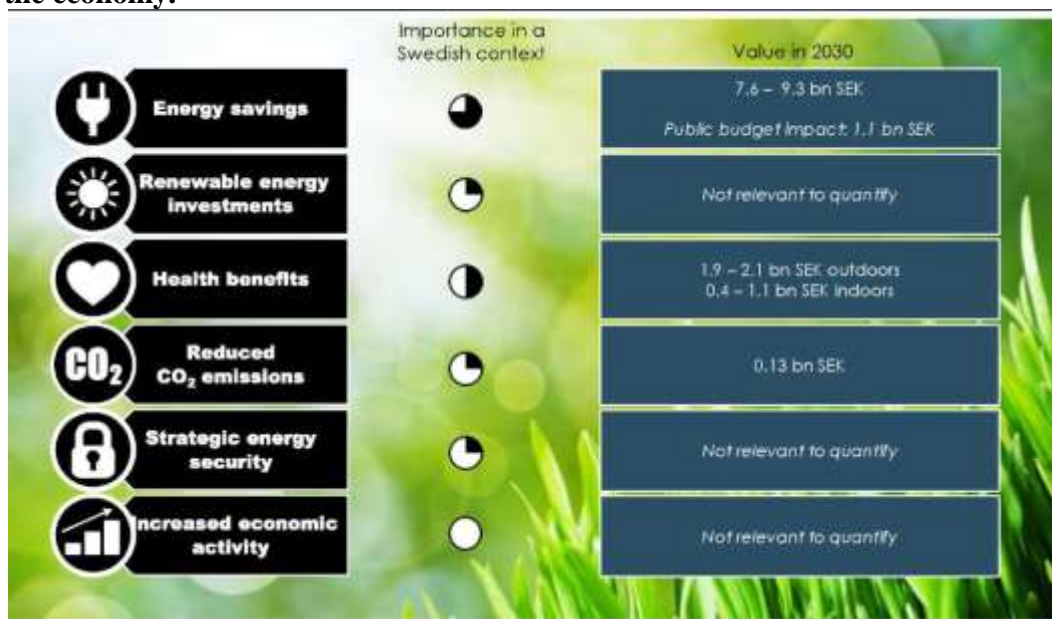 the economy.
Importance in a
Swedish context
Value in 2030
Energy savings
7.6 – 9.3 bn SEK
Public budget impact: 1.1 bn SEK
Renewable energy
investments
Not relevant to quantify
Health benefits
1.9 – 2.1 bn SEK outdoors
0.4 – 1.1 bn SEK indoors
CO₂
Reduced
CO₂ emissions
0.13 bn SEK
Strategic energy
security
Not relevant to quantify
Increased economic
activity
Not relevant to quantify